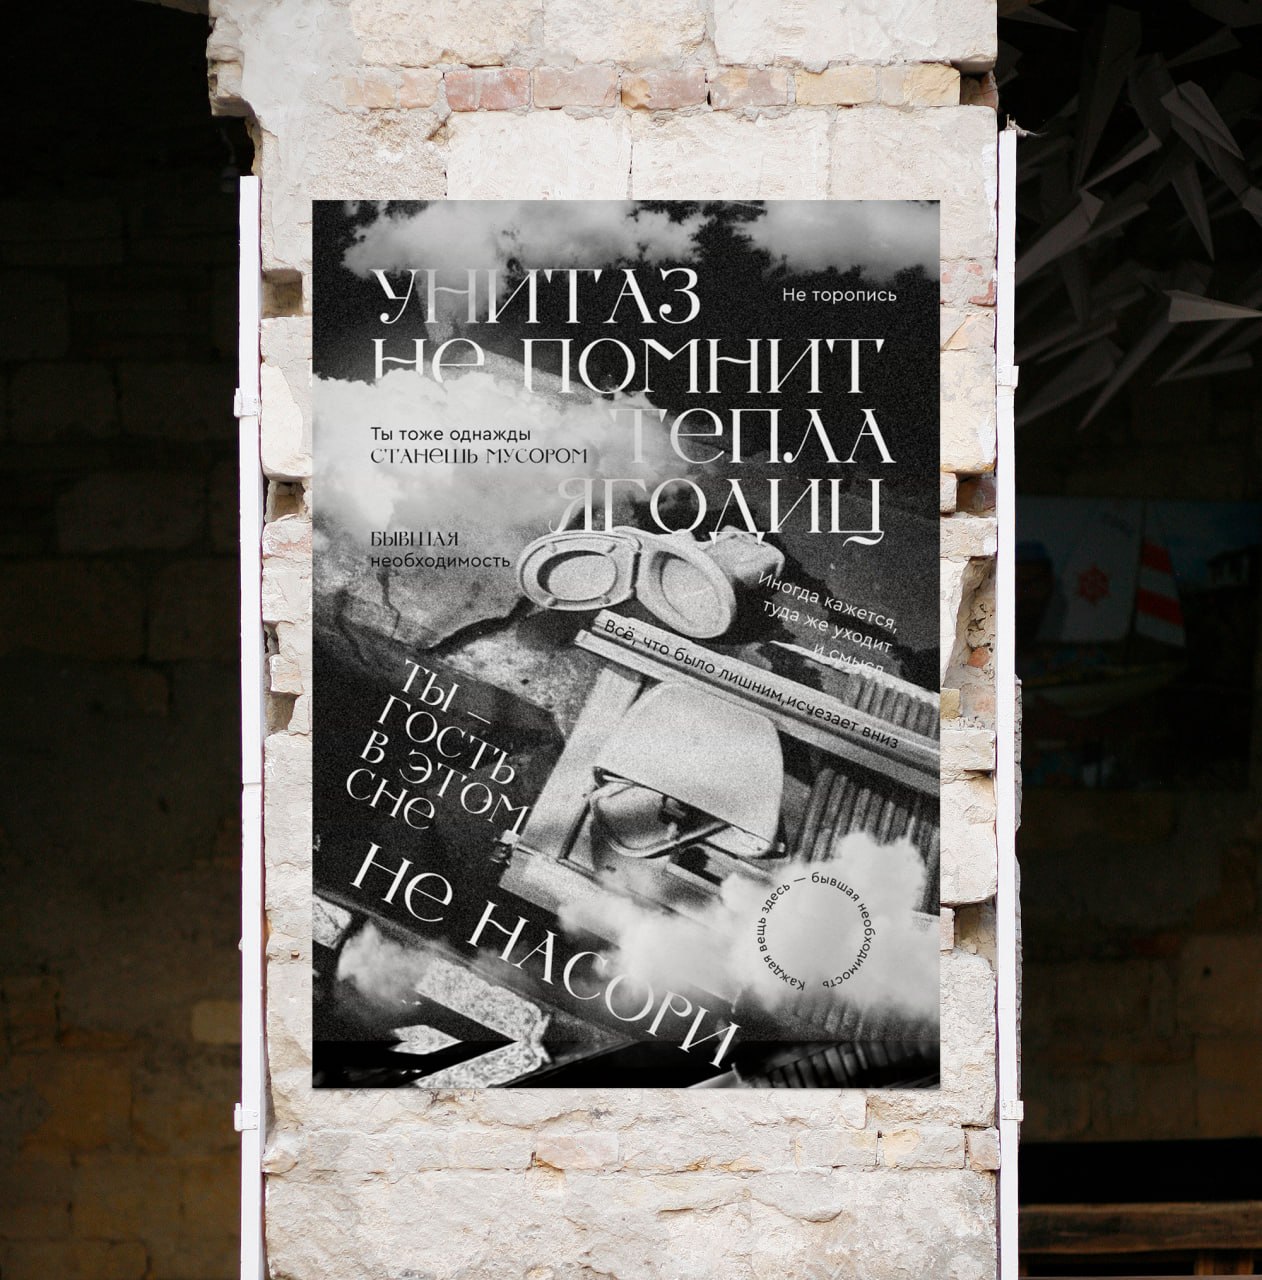 УНИТАЗ
Не торопись
Не ПОМНИТ
ТеПЛА
ЯГОДИЦ
Ты тоже однажды
СТАНеШЬ МУСОРОМ
БЫВШАЯ
необходимость
Иногда кажется,
туда же уходит
и смысл
Всё, что было лишним,исчезает вниз
ТЫ —
ГОСТЬ
В ЭТОМ
СНе
Не НАСОРИ
Каждая вещь здесь — бывшая необходимость